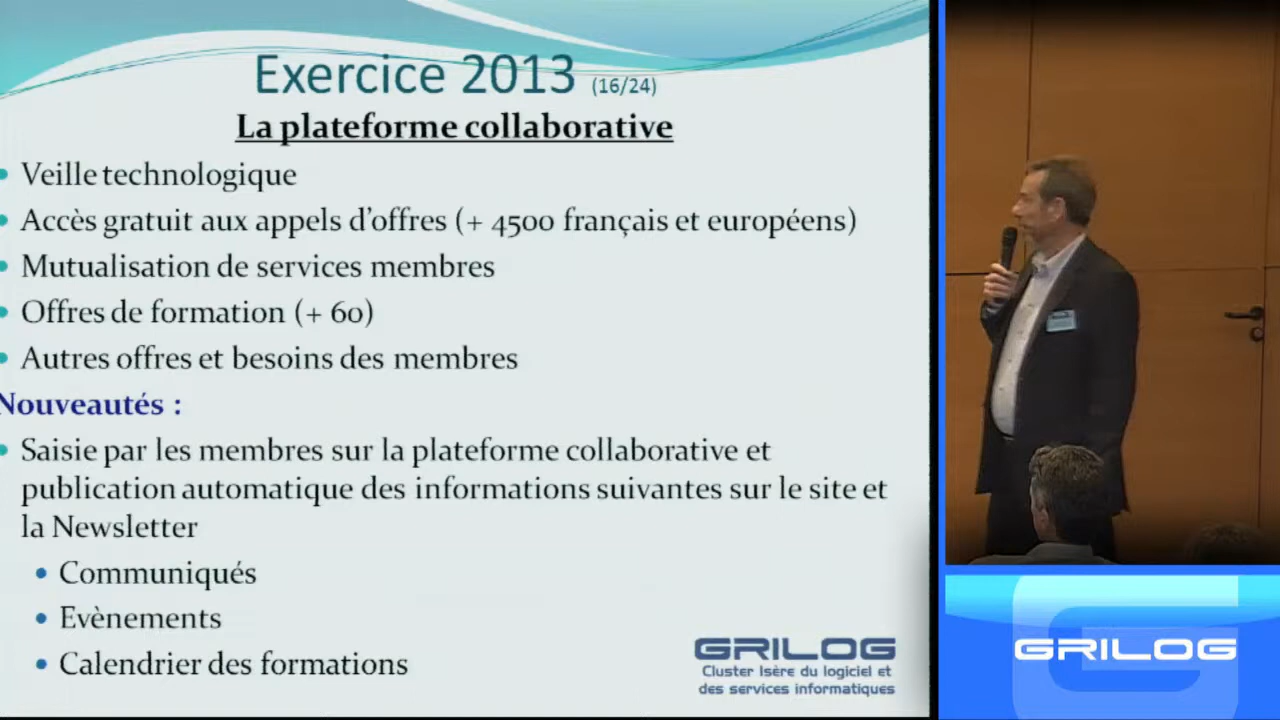 Exercice 2013 (16/24)
La plateforme collaborative
• Veille technologique
• Accès gratuit aux appels d’offres (+ 4500 français et européens)
• Mutualisation de services membres
• Offres de formation (+ 60)
• Autres offres et besoins des membres
Nouveautés :
• Saisie par les membres sur la plateforme collaborative et
publication automatique des informations suivantes sur le site et
la Newsletter
• Communiqués
• Evènements
• Calendrier des formations
GRILOG
Cluster Isère du logiciel et
des services informatiques
GRILOG